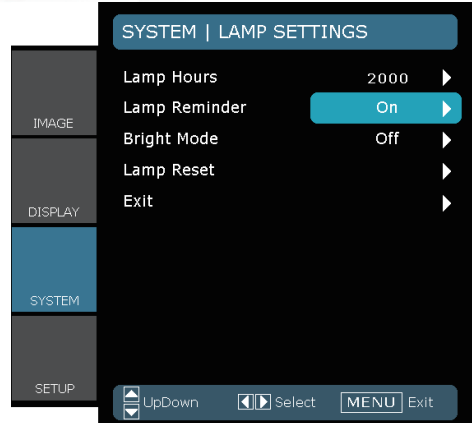 SYSTEM | LAMP SETTINGS
Lamp Hours 2000
Lamp Reminder On
Bright Mode Off
Lamp Reset
Exit
IMAGE
DISPLAY
SYSTEM
SETUP
UpDown Select MENU Exit